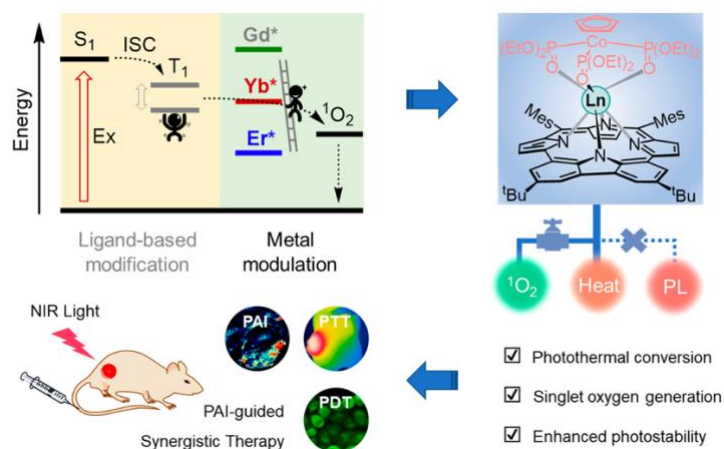 Energy
S₁
ISC
T₁
Ex
Gd*
Yb*
Er*
¹O₂
Ligand-based
modification
Metal
modulation
Co
(EtO)₂P
P(OEt)₂
P(OEt)₂
O
O
O
Ln
Mes
Mes
N
N
N
N
ᵗBu
ᵗBu
¹O₂
Heat
PL
NIR Light
PAI
PTT
PDT
PAI-guided
Synergistic Therapy
☑ Photothermal conversion
☑ Singlet oxygen generation
☑ Enhanced photostability